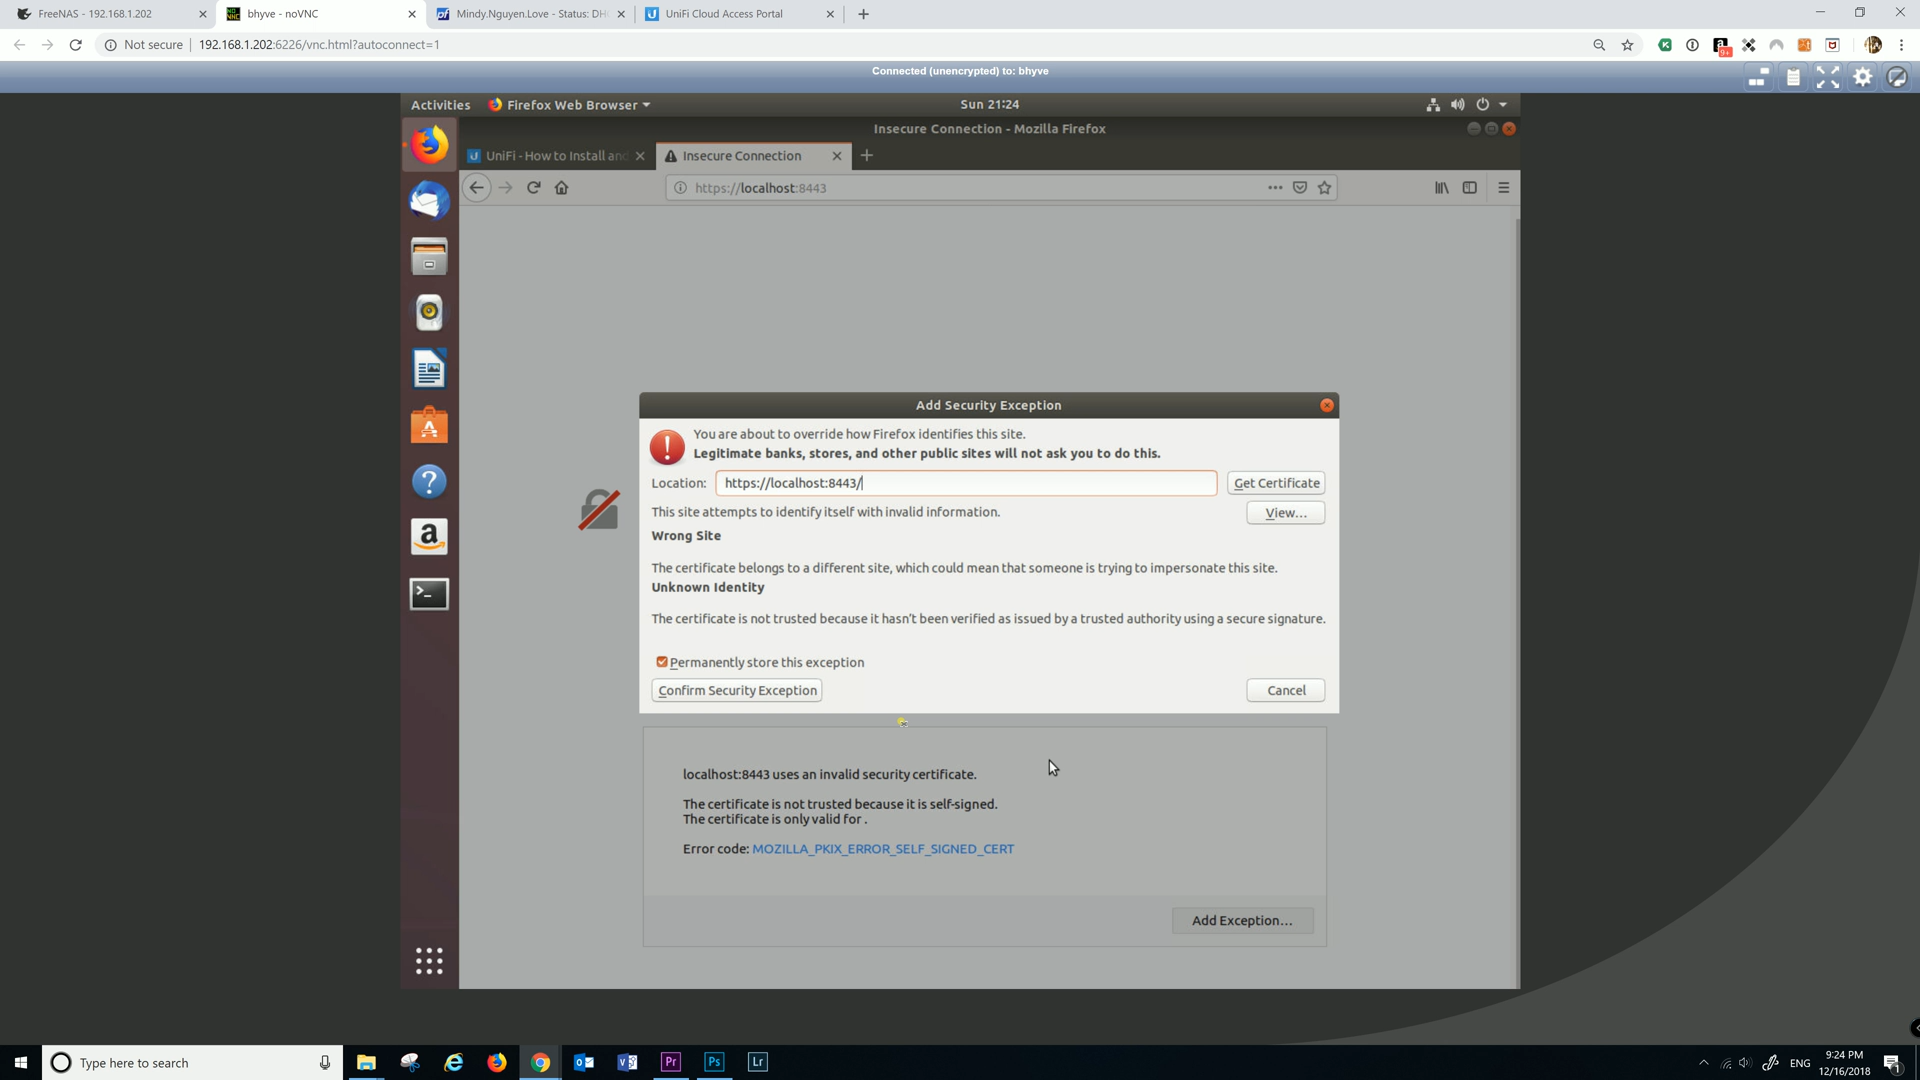 FreeNAS - 192.168.1.202
bhyve - noVNC
Mindy.Nguyen.Love - Status: DH
UniFi Cloud Access Portal
Not secure
192.168.1.202:6226/vnc.html?autoconnect=1
Connected (unencrypted) to: bhyve
Activities
Firefox Web Browser
Sun 21:24
Insecure Connection - Mozilla Firefox
UniFi - How to Install and
Insecure Connection
https://localhost:8443
Add Security Exception
You are about to override how Firefox identifies this site.
Legitimate banks, stores, and other public sites will not ask you to do this.
Location:
https://localhost:8443/
Get Certificate
This site attempts to identify itself with invalid information.
View...
Wrong Site
The certificate belongs to a different site, which could mean that someone is trying to impersonate this site.
Unknown Identity
The certificate is not trusted because it hasn't been verified as issued by a trusted authority using a secure signature.
Permanently store this exception
Confirm Security Exception
Cancel
localhost:8443 uses an invalid security certificate.
The certificate is not trusted because it is self-signed.
The certificate is only valid for .
Error code: MOZILLA_PKIX_ERROR_SELF_SIGNED_CERT
Add Exception...
Type here to search
Pr
Ps
Lr
ENG
9:24 PM
12/16/2018
1